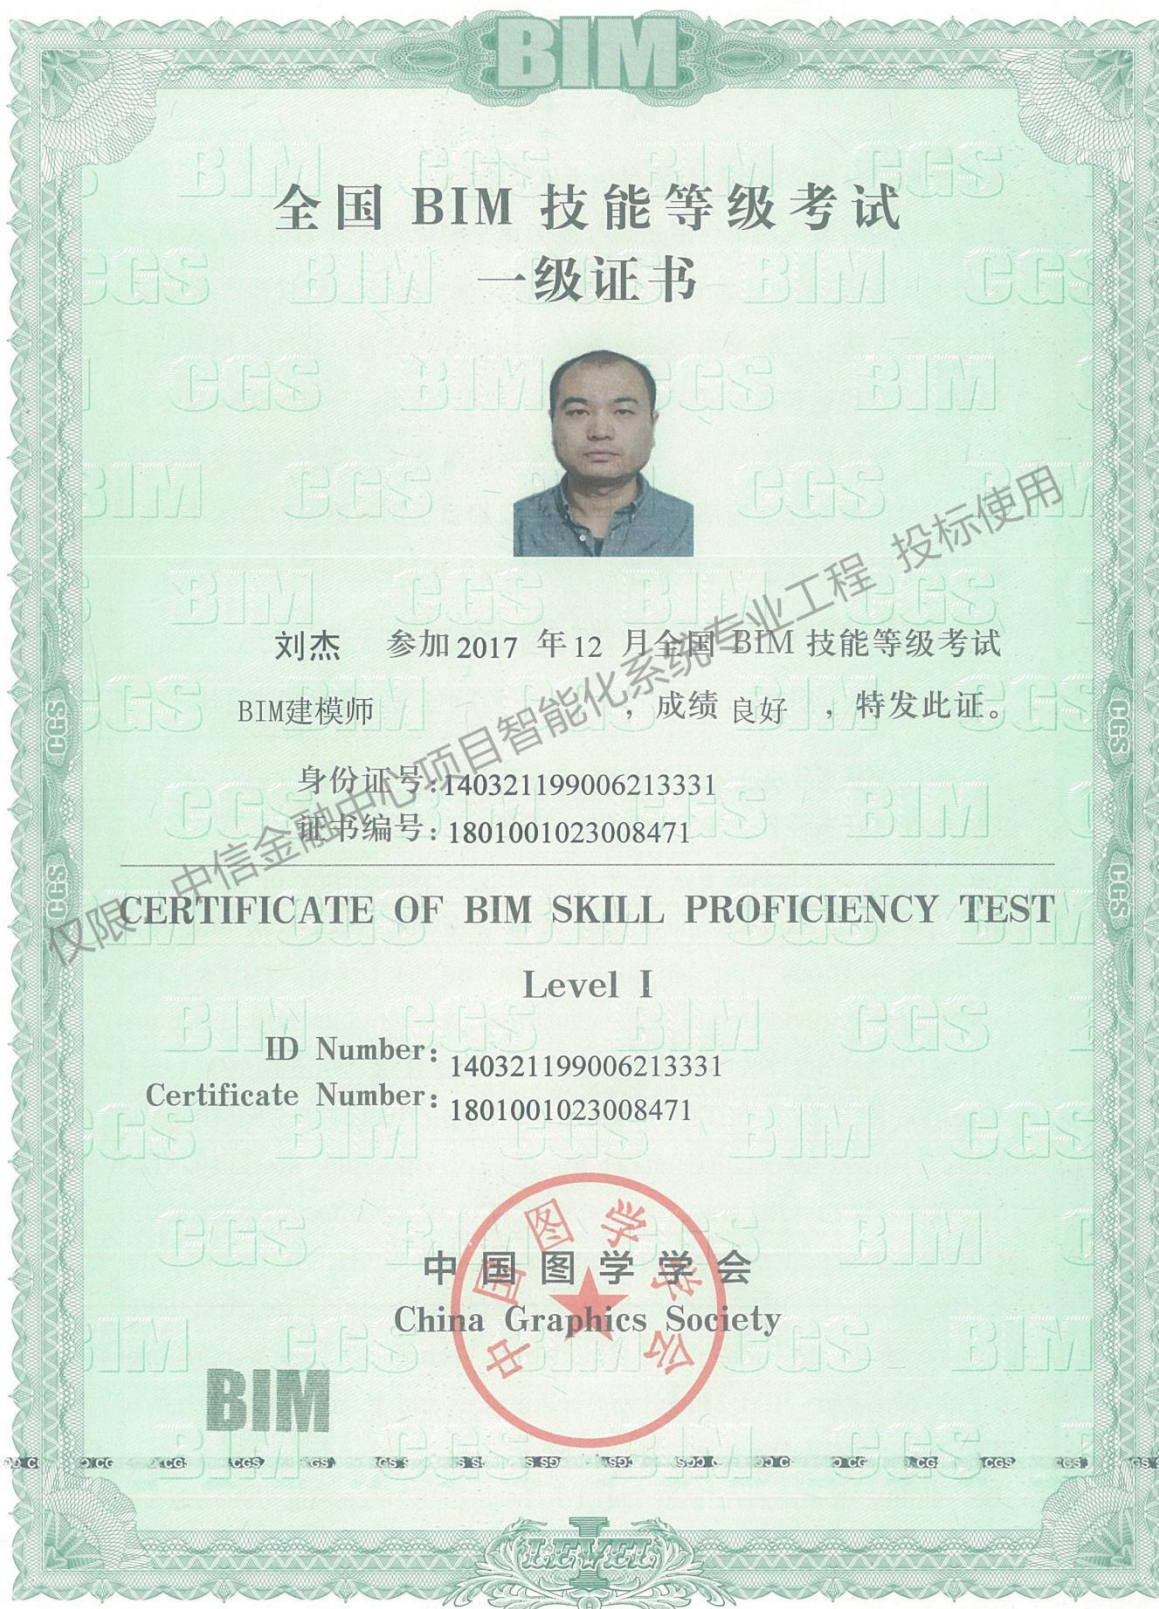 BIM
全国 BIM 技能等级考试
一级证书
刘杰 参加 2017 年 12 月全国 BIM 技能等级考试
BIM建模师 ，成绩 良好 ，特发此证。
身份证号:140321199006213331
证书编号:1801001023008471
仅限 中信金融中心项目智能化系统专业工程 投标使用
CERTIFICATE OF BIM SKILL PROFICIENCY TEST
Level I
ID Number: 140321199006213331
Certificate Number: 1801001023008471
中国图学学会
China Graphics Society
中国图学学会
BIM
CGS
CGS
CGS
CGS
I
Level